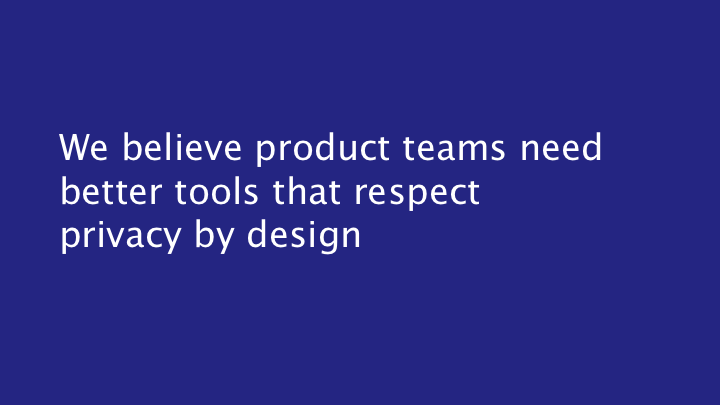 We believe product teams need
better tools that respect
privacy by design